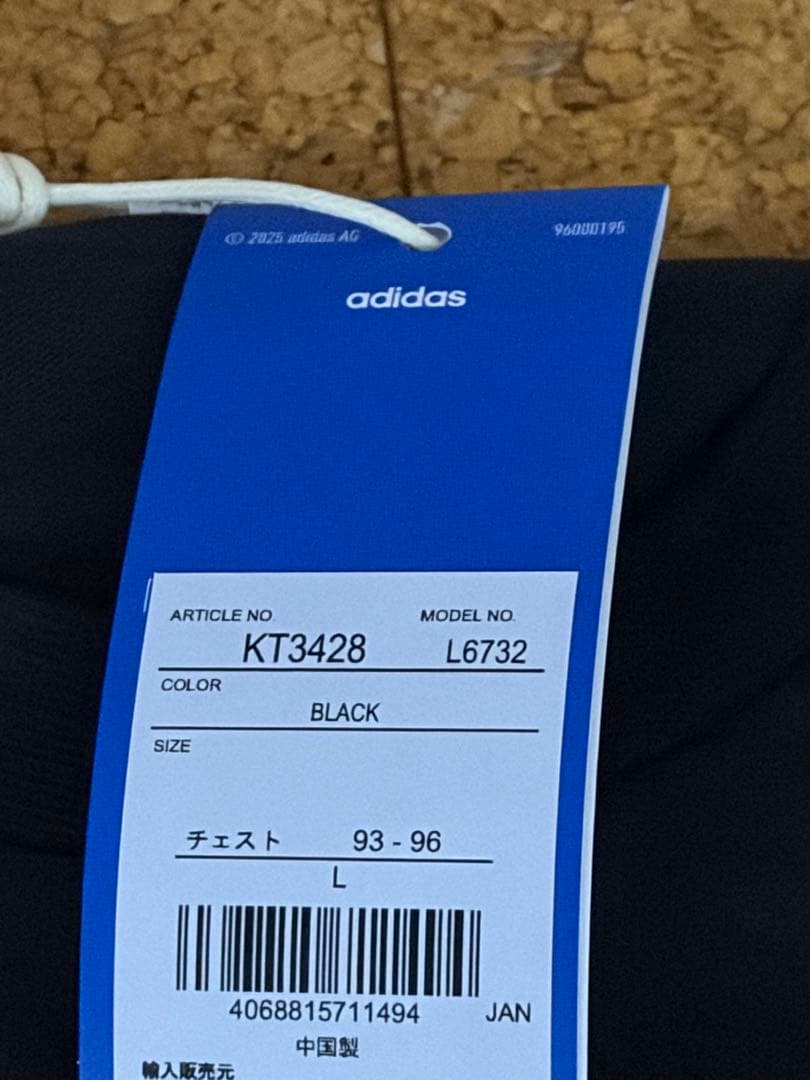 © 2025 adidas AG 96000195
adidas
ARTICLE NO. MODEL NO.
KT3428 L6732
COLOR
BLACK
SIZE
チェスト 93 - 96
L
4068815711494 JAN
中国製
輸入販売元